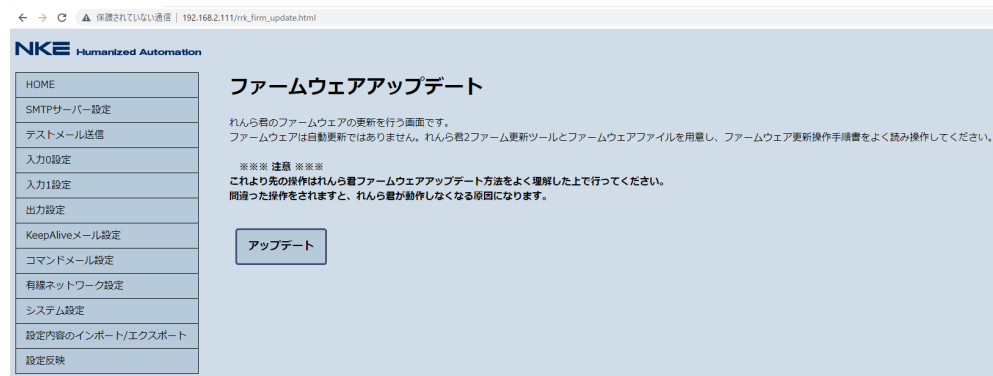 保護されていない通信 | 192.168.2.111/rrk_firm_update.html
NKE Humanized Automation
HOME
SMTPサーバー設定
テストメール送信
入力0設定
入力1設定
出力設定
KeepAliveメール設定
コマンドメール設定
有線ネットワーク設定
システム設定
設定内容のインポート/エクスポート
設定反映
ファームウェアアップデート
れんら君のファームウェアの更新を行う画面です。
ファームウェアは自動更新ではありません。れんら君2ファーム更新ツールとファームウェアファイルを用意し、ファームウェア更新操作手順書をよく読み操作してください。
※※※ 注意 ※※※
これより先の操作はれんら君ファームウェアアップデート方法をよく理解した上で行ってください。
間違った操作をされますと、れんら君が動作しなくなる原因になります。
アップデート